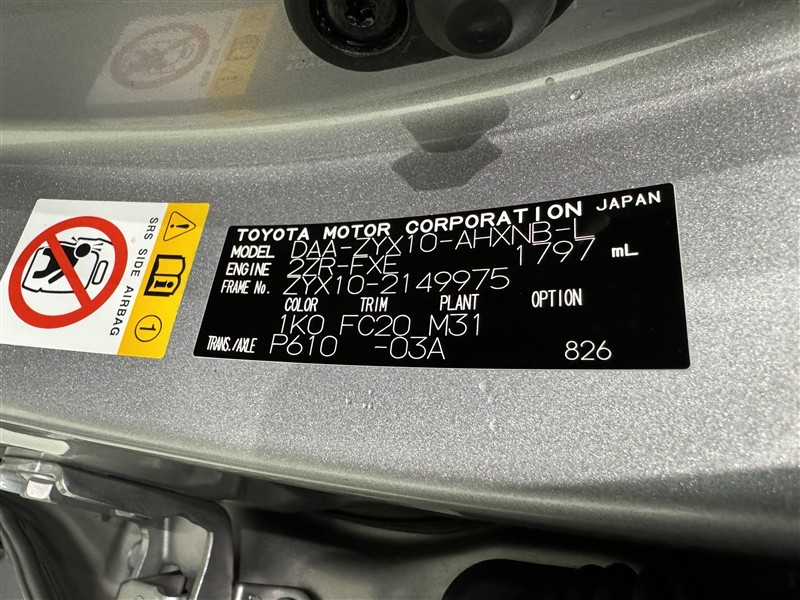 TOYOTA MOTOR CORPORATION JAPAN
MODEL DAA-ZYX10-AHXNB-L
ENGINE 2ZR-FXE 1797 mL
FRAME No. ZYX10-2149975
COLOR TRIM PLANT OPTION
1K0 FC20 M31
TRANS./AXLE P610 -03A 826
SRS SIDE AIRBAG
1